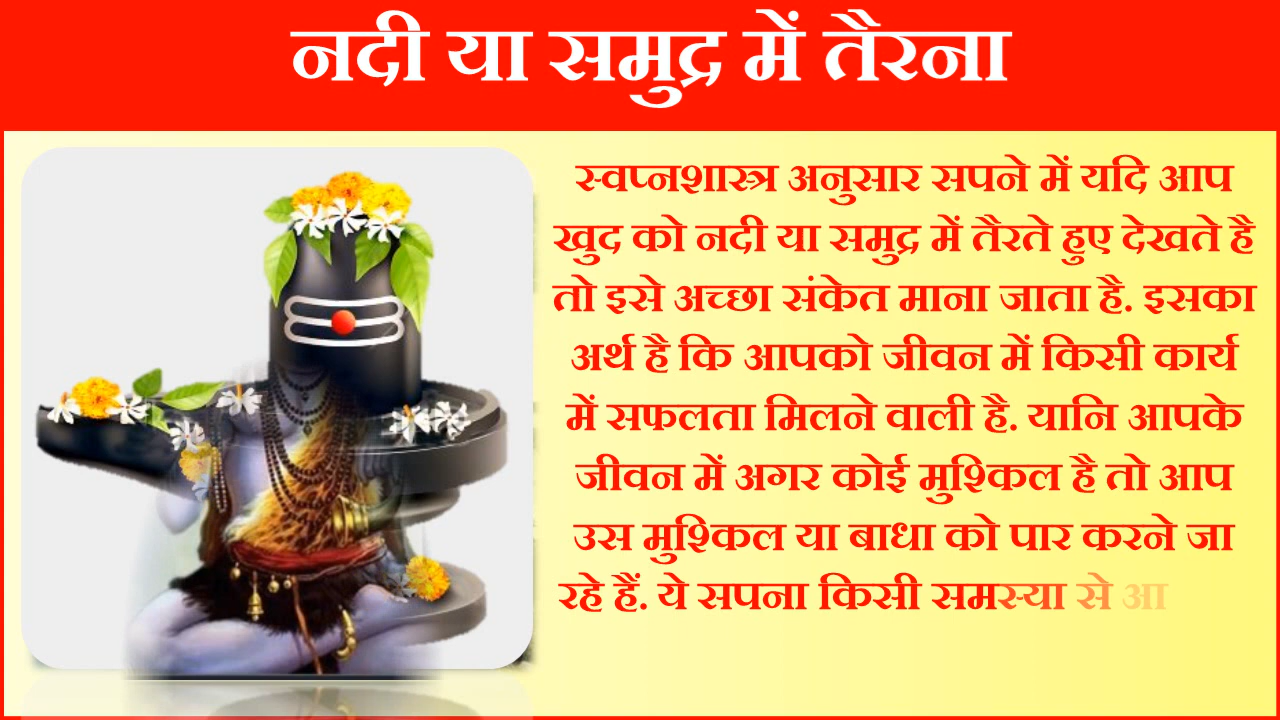 नदी या समुद्र में तैरना
स्वप्नशास्त्र अनुसार सपने में यदि आप
खुद को नदी या समुद्र में तैरते हुए देखते है
तो इसे अच्छा संकेत माना जाता है. इसका
अर्थ है कि आपको जीवन में किसी कार्य
में सफलता मिलने वाली है. यानि आपके
जीवन में अगर कोई मुश्किल है तो आप
उस मुश्किल या बाधा को पार करने जा
रहे हैं. ये सपना किसी समस्या से आ